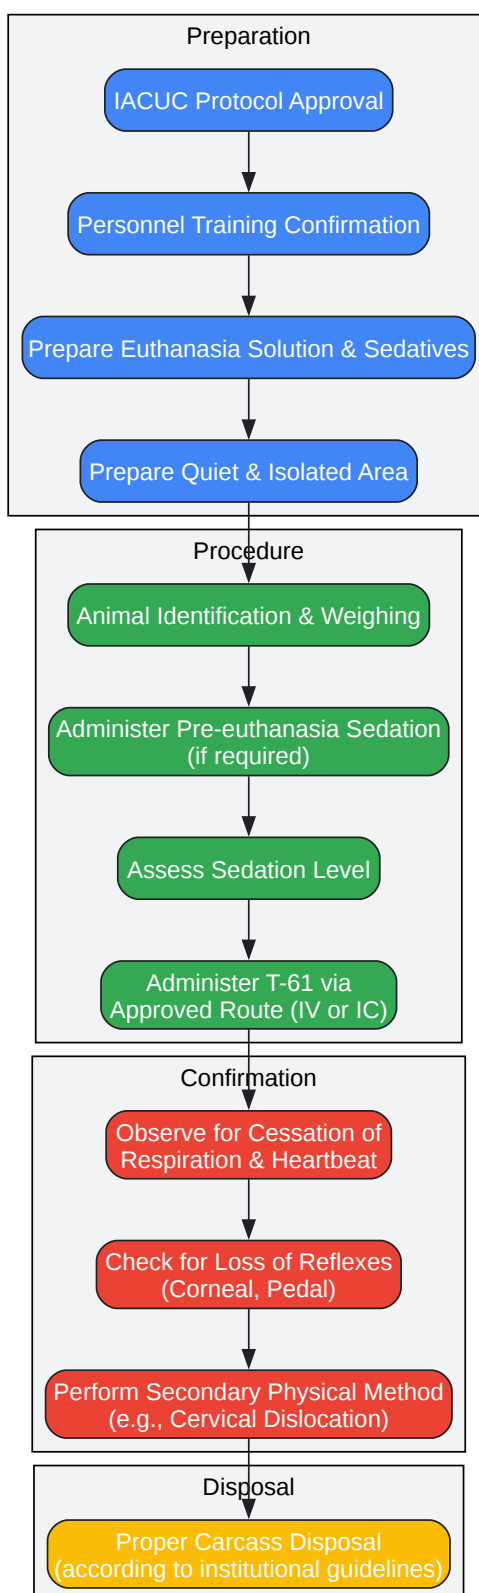 Preparation
IACUC Protocol Approval
Personnel Training Confirmation
Prepare Euthanasia Solution & Sedatives
Prepare Quiet & Isolated Area
Procedure
Animal Identification & Weighing
Administer Pre-euthanasia Sedation
(if required)
Assess Sedation Level
Administer T-61 via
Approved Route (IV or IC)
Confirmation
Observe for Cessation of
Respiration & Heartbeat
Check for Loss of Reflexes
(Corneal, Pedal)
Perform Secondary Physical Method
(e.g., Cervical Dislocation)
Disposal
Proper Carcass Disposal
(according to institutional guidelines)